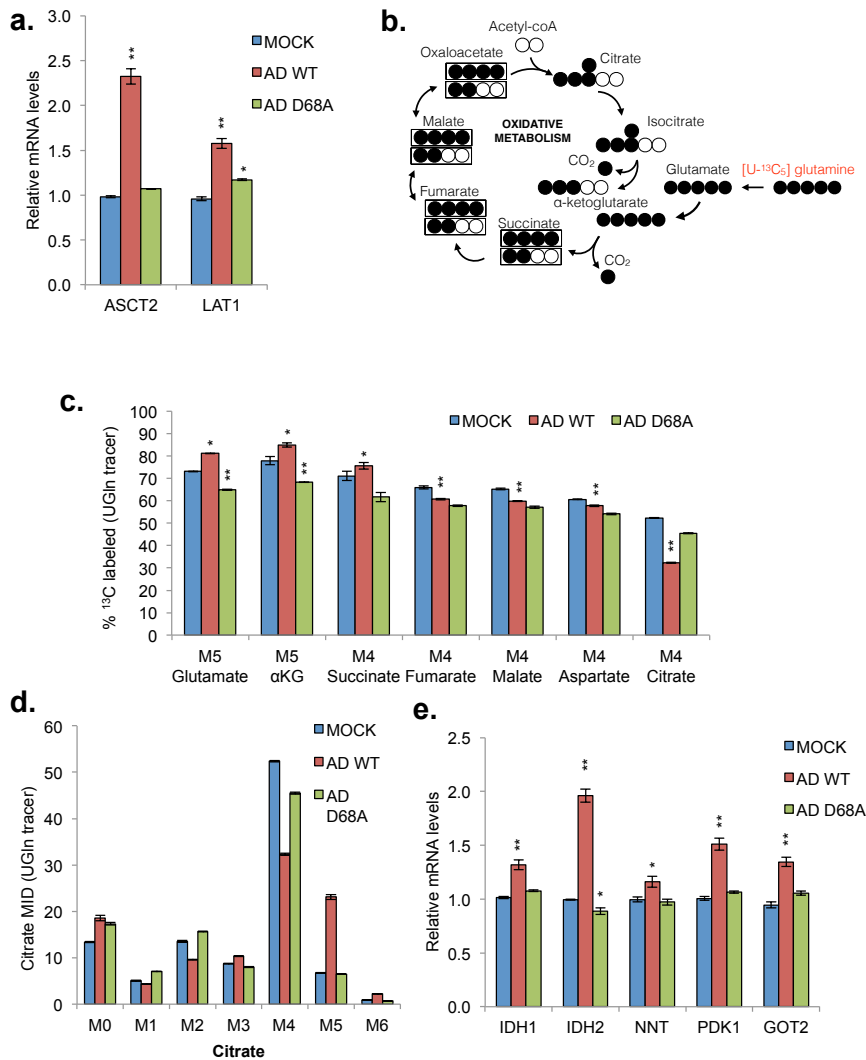 a.
Relative mRNA levels
3.0
2.5
2.0
1.5
1.0
0.5
0.0
MOCK
AD WT
AD D68A
**
**
*
ASCT2
LAT1
b.
Acetyl-coA
Oxaloacetate
Citrate
Malate
OXIDATIVE
METABOLISM
Isocitrate
CO2
Glutamate
[U-¹³C₅] glutamine
Fumarate
α-ketoglutarate
Succinate
CO₂
c.
% ¹³C labeled (UGln tracer)
100
90
80
70
60
50
40
30
20
10
0
MOCK
AD WT
AD D68A
*
**
*
**
*
**
**
**
**
M5
Glutamate
M5
αKG
M4
Succinate
M4
Fumarate
M4
Malate
M4
Aspartate
M4
Citrate
d.
Citrate MID (UGln tracer)
60
50
40
30
20
10
0
MOCK
AD WT
AD
D68A
M0
M1
M2
M3
M4
M5
M6
Citrate
e.
Relative mRNA levels
2.5
2.0
1.5
1.0
0.5
0.0
MOCK
AD WT
AD D68A
**
**
*
*
**
**
IDH1
IDH2
NNT
PDK1
GOT2